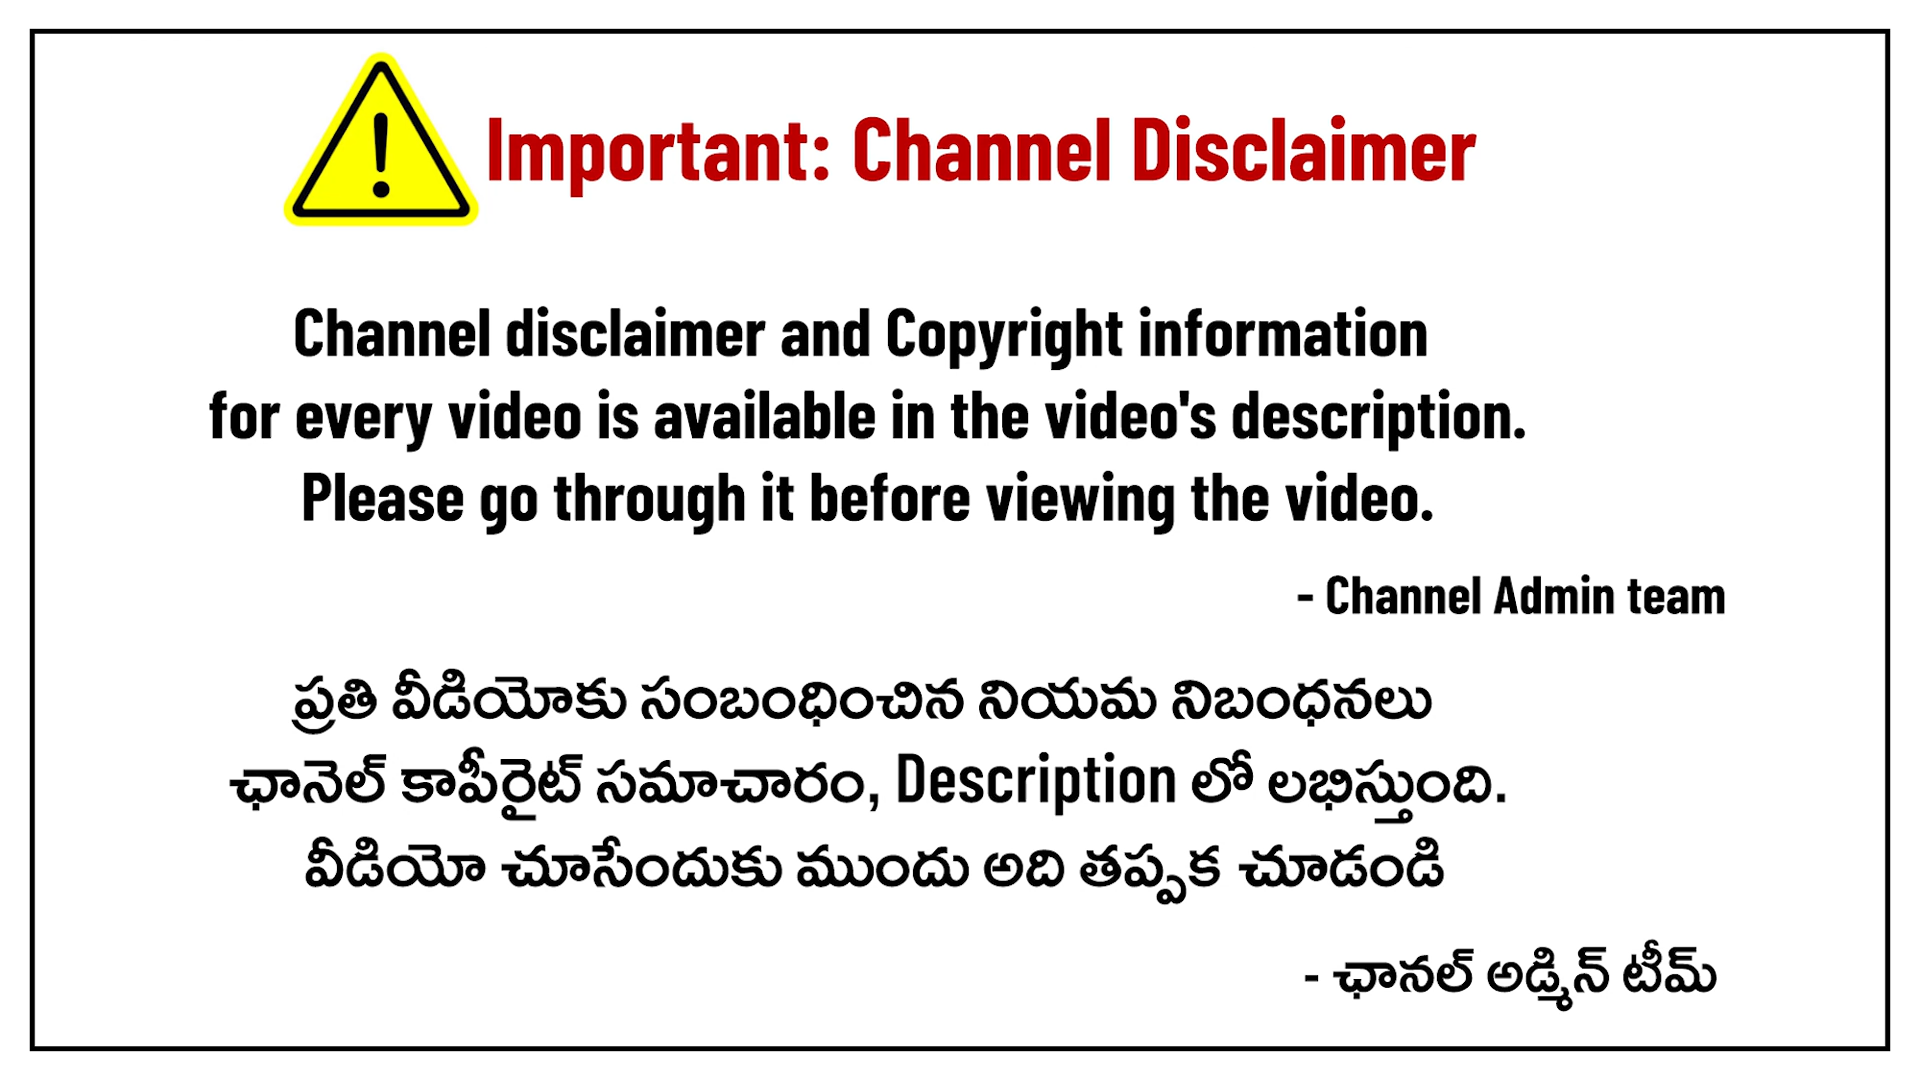 Important: Channel Disclaimer
Channel disclaimer and Copyright information
for every video is available in the video's description.
Please go through it before viewing the video.
- Channel Admin team
ప్రతి వీడియోకు సంబంధించిన నియమ నిబంధనలు
ఛానెల్ కాపీరైట్ సమాచారం, Description లో లభిస్తుంది.
వీడియో చూసేందుకు ముందు అది తప్పక చూడండి
- ఛానల్ అడ్మిన్ టీమ్